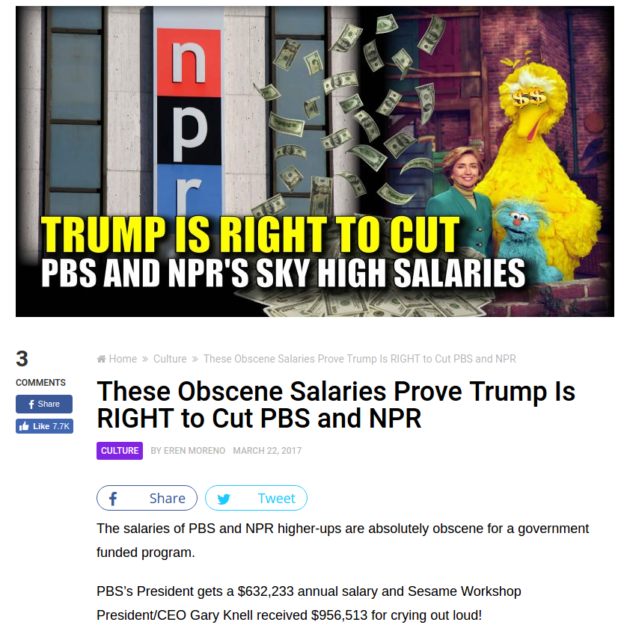 npr
TRUMP IS RIGHT TO CUT
PBS AND NPR'S SKY HIGH SALARIES
3
COMMENTS
Share
Like 7.7K
Home » Culture » These Obscene Salaries Prove Trump Is RIGHT to Cut PBS and NPR
These Obscene Salaries Prove Trump Is
RIGHT to Cut PBS and NPR
CULTURE BY EREN MORENO MARCH 22, 2017
Share Tweet
The salaries of PBS and NPR higher-ups are absolutely obscene for a government
funded program.
PBS's President gets a $632,233 annual salary and Sesame Workshop
President/CEO Gary Knell received $956,513 for crying out loud!